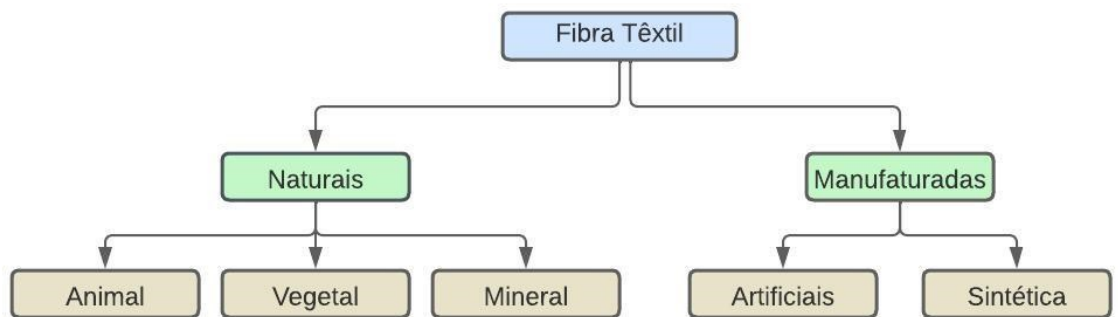 Fibra Têxtil
Naturais
Manufaturadas
Animal
Vegetal
Mineral
Artificiais
Sintética